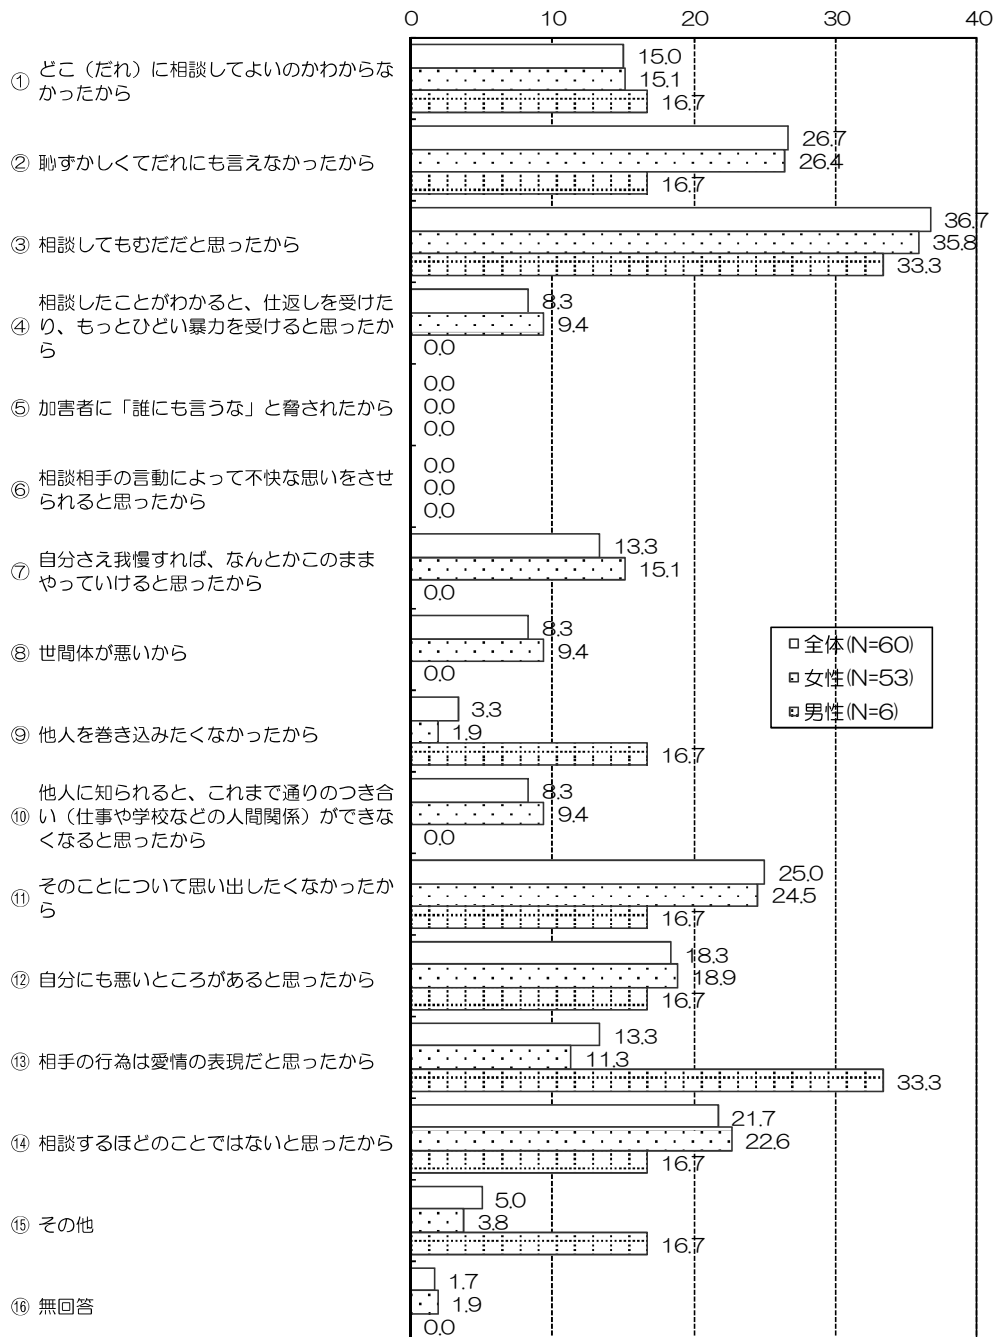 0 10 20 30 40
① どこ（だれ）に相談してよいのかわからな
かったから
15.0
15.1
16.7
② 恥ずかしくてだれにも言えなかったから
26.7
26.4
16.7
③ 相談してもむだだと思ったから
36.7
35.8
33.3
④ 相談したことがわかると、仕返しを受けた
り、もっとひどい暴力を受けると思ったか
ら
8.3
9.4
0.0
⑤ 加害者に「誰にも言うな」と脅されたから
0.0
0.0
0.0
⑥ 相談相手の言動によって不快な思いをさせ
られると思ったから
0.0
0.0
0.0
⑦ 自分さえ我慢すれば、なんとかこのまま
やっていけると思ったから
13.3
15.1
0.0
⑧ 世間体が悪いから
8.3
9.4
0.0
⑨ 他人を巻き込みたくなかったから
3.3
1.9
16.7
⑩ 他人に知られると、これまで通りのつき合
い（仕事や学校などの人間関係）ができな
くなると思ったから
8.3
9.4
0.0
⑪ そのことについて思い出したくなかったか
ら
25.0
24.5
16.7
⑫ 自分にも悪いところがあると思ったから
18.3
18.9
16.7
⑬ 相手の行為は愛情の表現だと思ったから
13.3
11.3
33.3
⑭ 相談するほどのことではないと思ったから
21.7
22.6
16.7
⑮ その他
5.0
3.8
16.7
⑯ 無回答
1.7
1.9
0.0
全体(N=60)
女性(N=53)
男性(N=6)